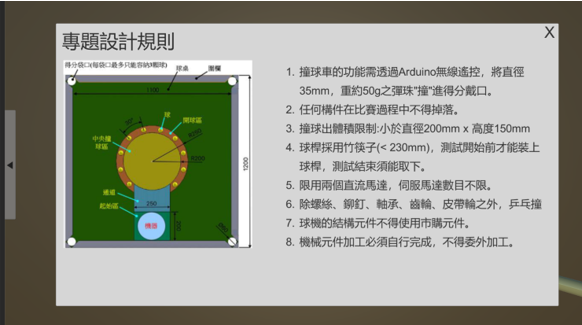 專題設計規則
X
得分袋口(每袋口最多只能容納3顆球)
球桌
圍欄
1100
球
開球區
中央撞
球區
R250
R200
1200
通道
250
起始區
機器
1. 撞球車的功能需透過Arduino無線遙控，將直徑
35mm，重約50g之彈珠"撞"進得分戴口。
2. 任何構件在比賽過程中不得掉落。
3. 撞球出體積限制:小於直徑200mm x 高度150mm
4. 球桿採用竹筷子(< 230mm)，測試開始前才能裝上
球桿，測試結束須能取下。
5. 限用兩個直流馬達，伺服馬達數目不限。
6. 除螺絲、鉚釘、軸承、齒輪、皮帶輪之外，乒乓撞
7. 球機的結構元件不得使用市購元件。
8. 機械元件加工必須自行完成，不得委外加工。